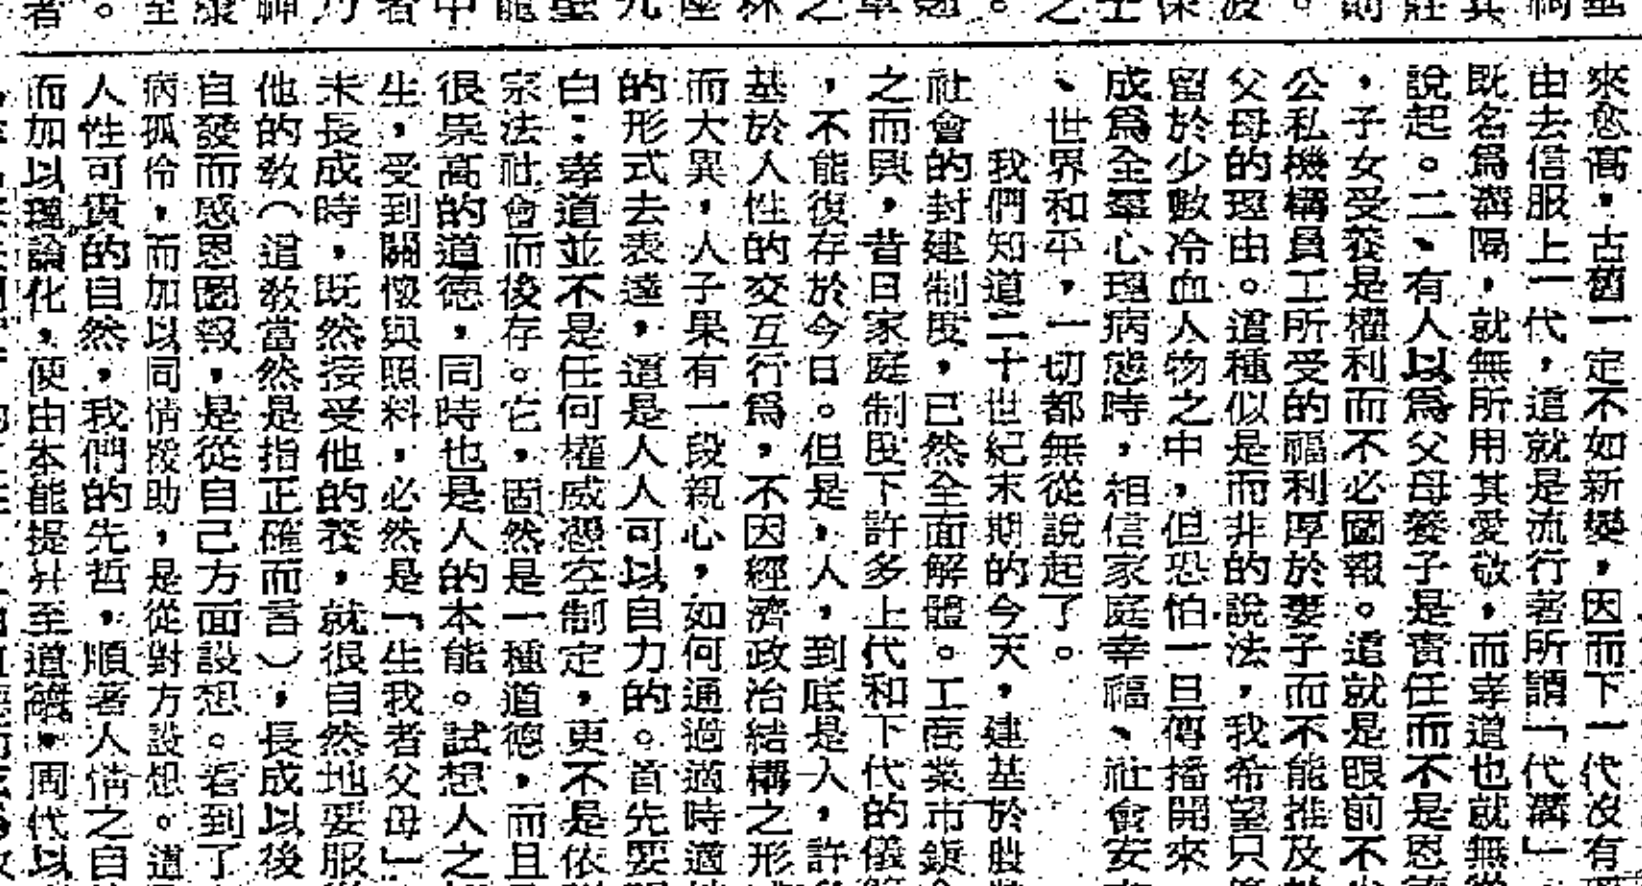 來愈高，古舊一定不如新變，因而下一代沒有
由去信服上一代，這就是流行著所謂「代溝」
既名爲溝隔，就無所用其愛敬，而孝道也就無
說起。二、有人以爲父母養子是責任而不是恩
，子女受養是權利而不必圖報。這就是眼前不
公私機構員工所受的福利厚於妻子而不能推及
父母的理由。這種似是而非的說法，我希望只
留於少數冷血人物之中，但恐怕一旦傳播開來
成爲全羣心理病態時，相信家庭幸福、社會安
、世界和平，一切都無從說起了。
我們知道二十世紀末期的今天，建基於
社會的封建制度，已然全面解體。工商業市鎭
之而興，昔日家庭制度下許多上代和下代的儀
，不能復存於今日。但是，人，到底是人，許
基於人性的交互行爲，不因經濟政治結構之形
而大異，人子果有一段親心，如何通過適時適
的形式去表達，這是人人可以自力的。首先要
白：孝道並不是任何權威憑空制定，更不是依
宗法社會而後存。它，固然是一種道德，而且
很崇高的道德，同時也是人的本能。試想人之
生，受到關懷與照料，必然是「生我者父母」
未長成時，既然接受他的養，就很自然地要服
他的敎（這敎當然是指正確而言），長成以後
自發而感恩圖報，是從自己方面設想。看到了
病孤伶，而加以同情援助，是從對方設想。這
人性可貴的自然，我們的先哲，順著人情之自
而加以理論化，使由本能提昇至道德，周代以